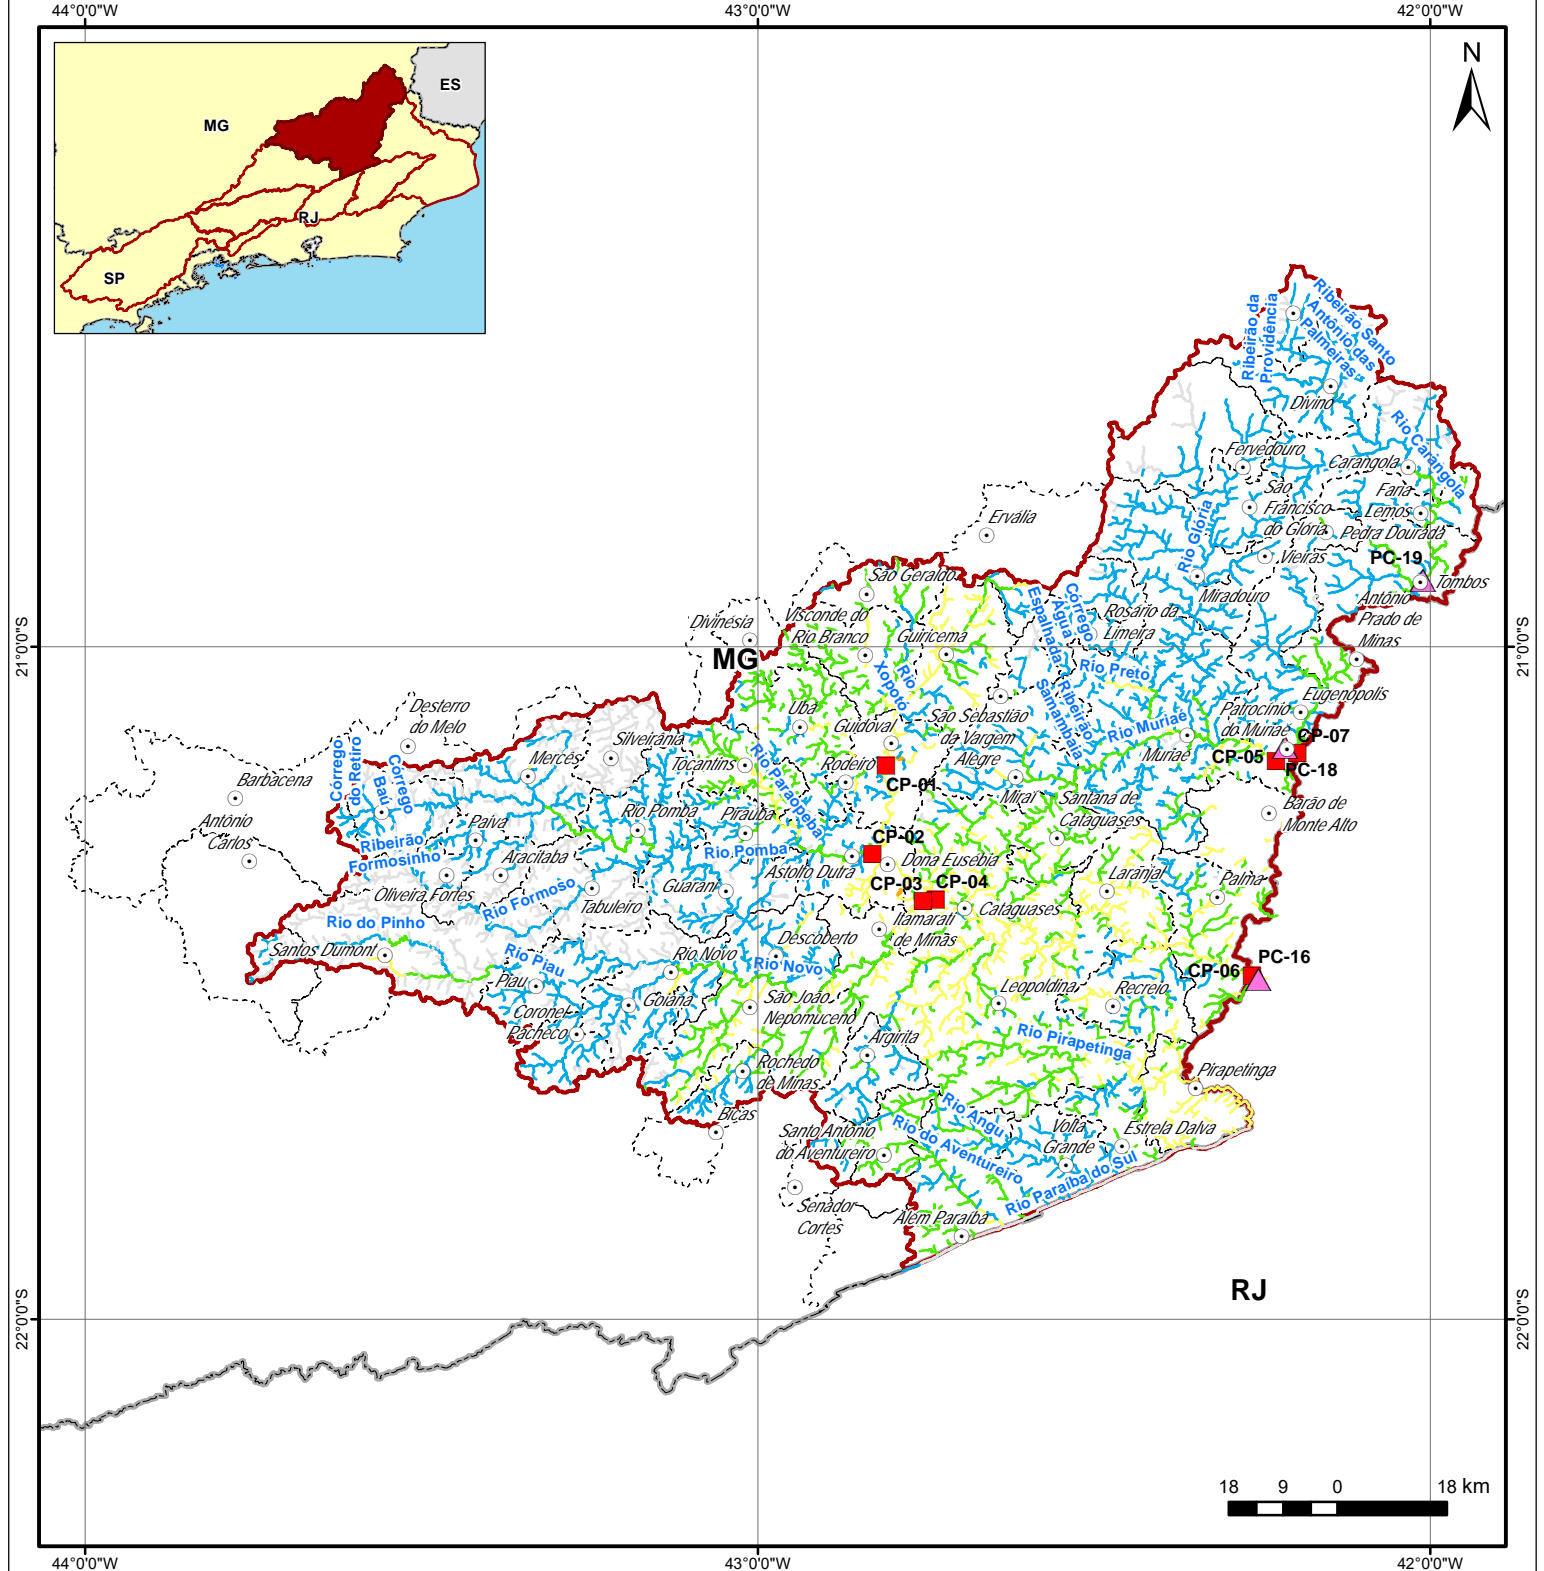 44°0'0"W
43°0'0"W
42°0'0"W
N
ES
MG
RJ
SP
Ribeirão da
Providência
Ribeirão Santo
Antônio das
Palmeiras
Divino
Rio Carangola
Fervedouro
Carangola
São
Francisco
do Glória
Faria
Lemos
Pedra Dourada
Rio Glória
Ervália
Vieiras
PC-19
Tombos
São Geraldo
Miradouro
Antônio
Prado de
Minas
Córrego
Água
Espalhada
Rosário da
Limeira
Visconde do
Rio Branco
Divinésia
Guiricema
21°0'0"S
21°0'0"S
MG
Rio
Xopotó
Rio Preto
Ribeirão
Samambaia
Eugenópolis
Desterro
do Melo
Ubá
Guidoval
São Sebastião
da Vargem
Alegre
Patrocínio
do Muriaé
Rio Muriaé
Muriaé
CP-07
CP-05
PC-18
Córrego
do Retiro
Córrego
Baú
Silveirânia
Mercês
Tocantins
Rodeiro
CP-01
Rio Paraopeba
Barbacena
Miraí
Santana de
Cataguases
Barão de
Monte Alto
Antônio
Carlos
Rio Pomba
Piraúba
Paiva
CP-02
Ribeirão
Formosinho
Aracitaba
Rio Pomba
Astolfo Dutra
Dona Eusébia
Oliveira Fortes
Rio Formoso
Tabuleiro
Guarani
CP-03
CP-04
Laranjal
Palma
Cataguases
Itamarati
de Minas
Rio do Pinho
Santos Dumont
Descoberto
Rio Piau
Rio Novo
Rio Novo
PC-16
CP-06
Piau
Goianá
São João
Nepomuceno
Leopoldina
Recreio
Coronel
Pacheco
Argirita
Rio Pirapetinga
Rochedo
de Minas
Pirapetinga
Bicas
Rio Angu
Santo Antônio
do Aventureiro
Rio do Aventureiro
Volta
Grande
Estrela Dalva
Rio Paraíba do Sul
Senador
Cortes
Além Paraíba
RJ
22°0'0"S
22°0'0"S
18 9 0 18 km
44°0'0"W
43°0'0"W
42°0'0"W